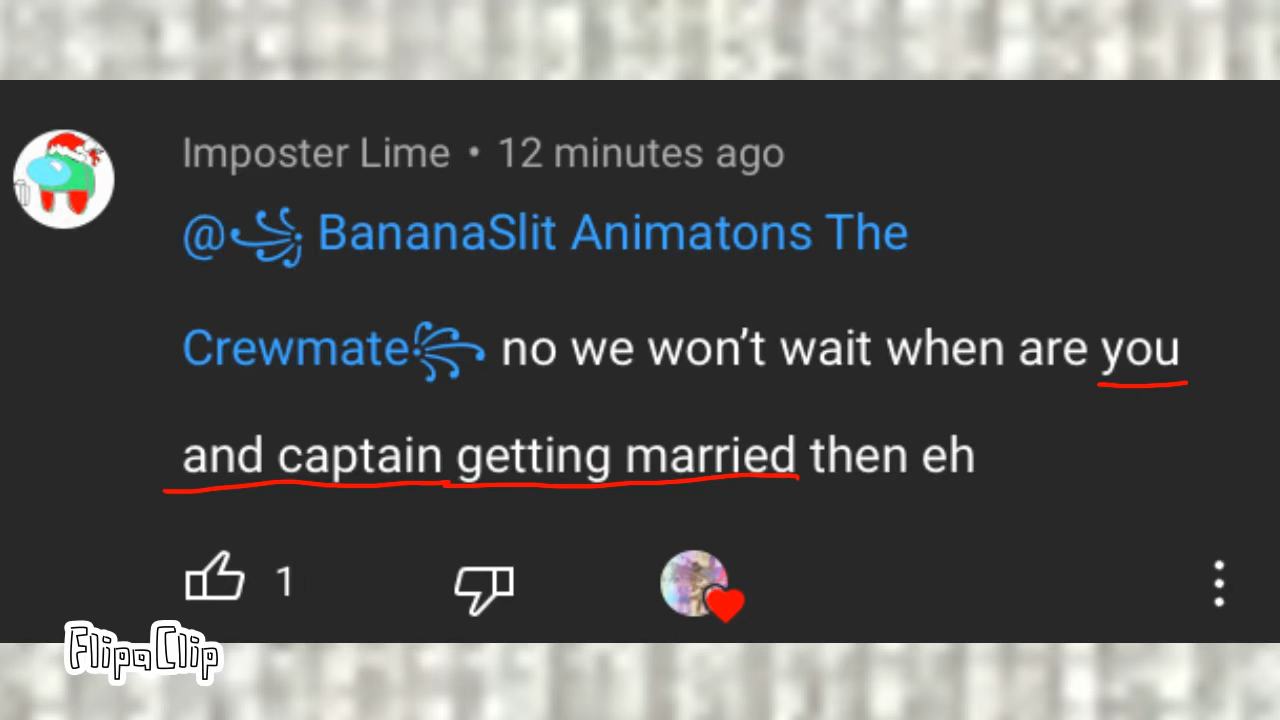 Imposter Lime • 12 minutes ago
@꧁ BananaSlit Animatons The
Crewmate꧂ no we won’t wait when are you
and captain getting married then eh
1
FlipaClip